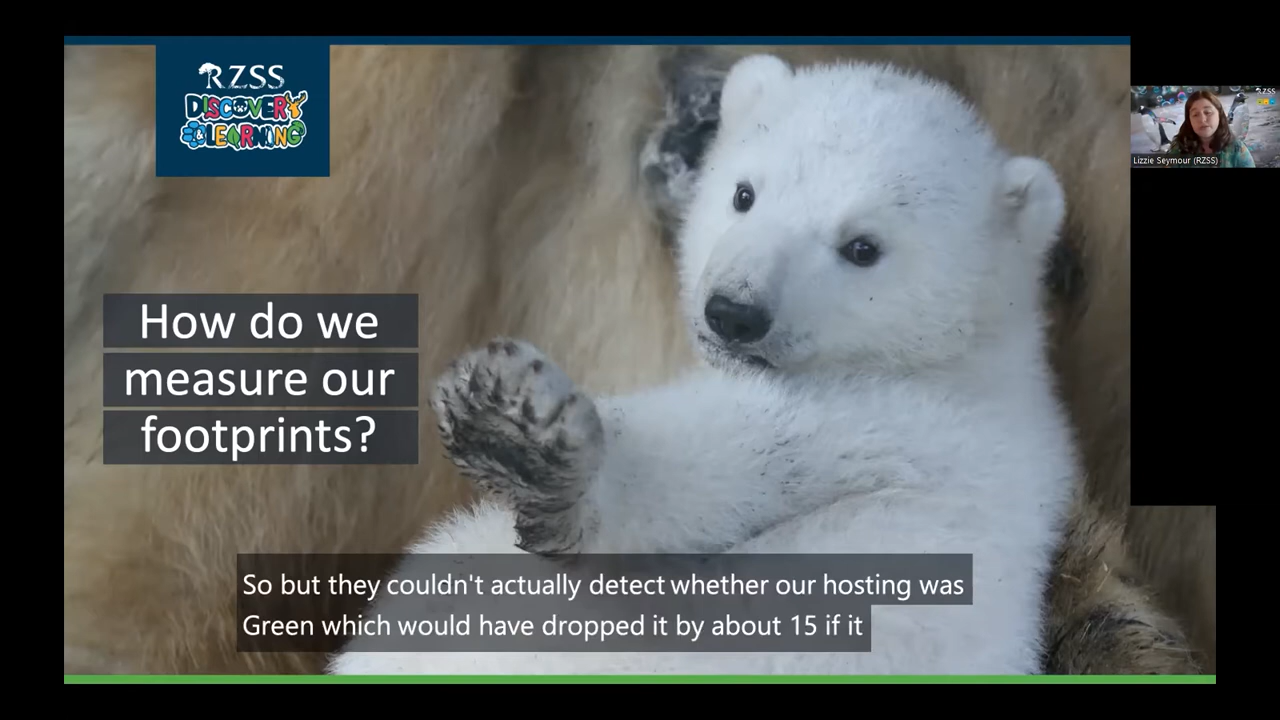 RZSS
DISCOVERY
& LEARNING
RZSS
Lizzie Seymour (RZSS)
How do we
measure our
footprints?
So but they couldn't actually detect whether our hosting was
Green which would have dropped it by about 15 if it